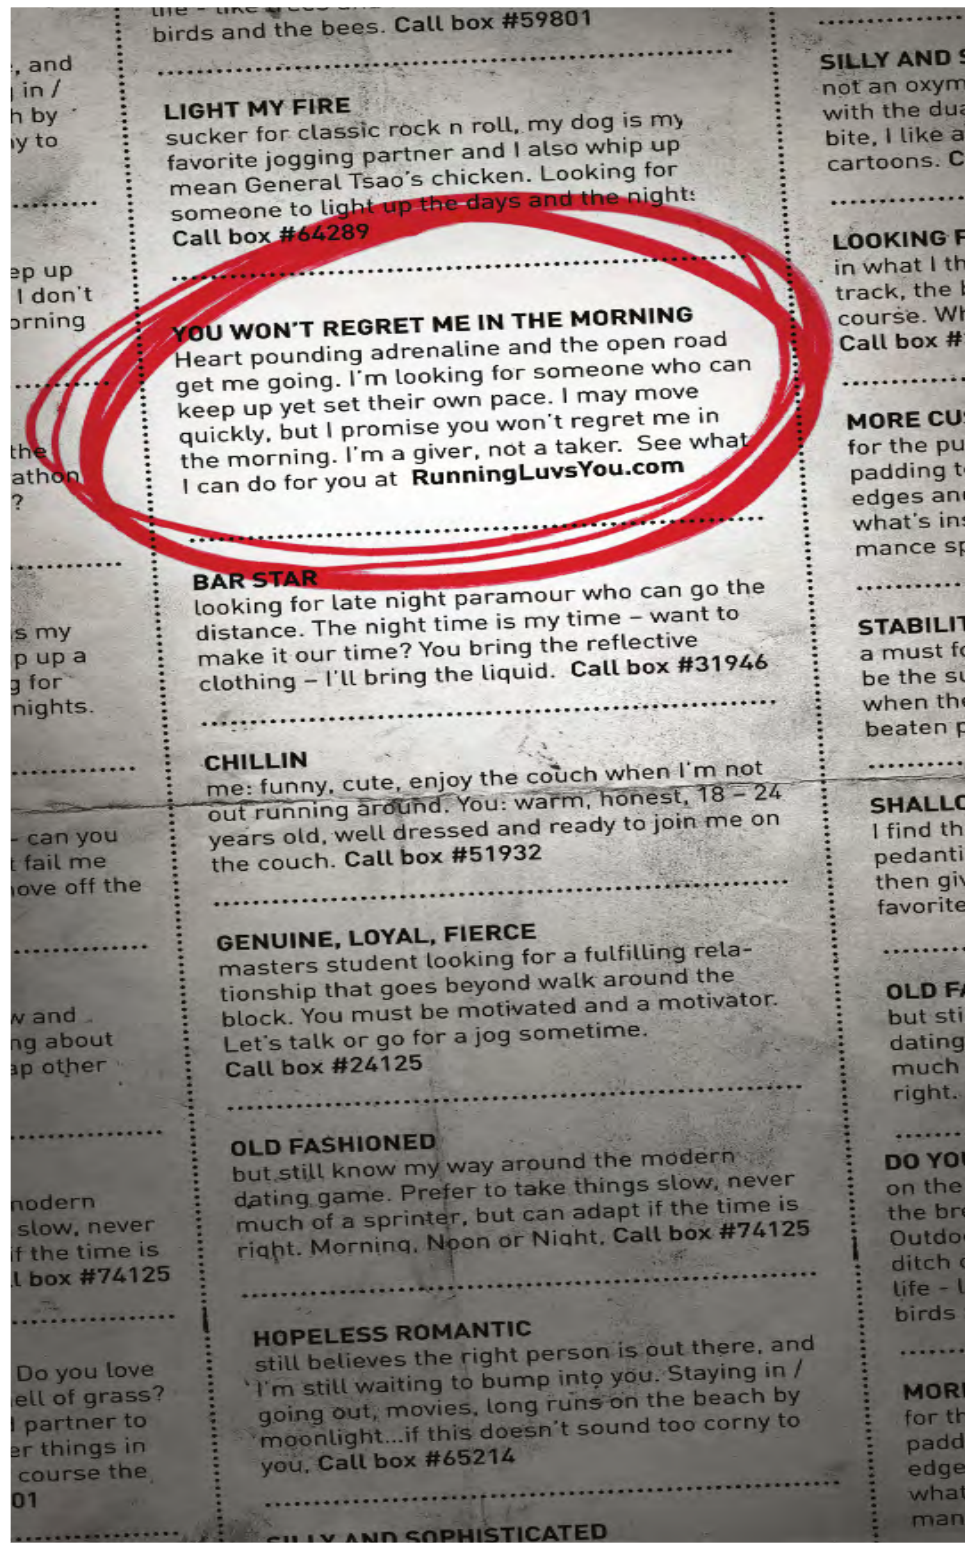 , and
in /
h by
y to
ep up
I don't
orning
the
athon
?
s my
p up a
g for
nights.
- can you
t fail me
ove off the
w and
ng about
ap other
modern
slow, never
if the time is
ll box #74125
Do you love
ell of grass?
partner to
er things in
course the
01
birds and the bees. Call box #59801
LIGHT MY FIRE
sucker for classic rock n roll, my dog is my
favorite jogging partner and I also whip up
mean General Tsao's chicken. Looking for
someone to light up the days and the nights
Call box #64289
YOU WON'T REGRET ME IN THE MORNING
Heart pounding adrenaline and the open road
get me going. I'm looking for someone who can
keep up yet set their own pace. I may move
quickly, but I promise you won't regret me in
the morning. I'm a giver, not a taker. See what
I can do for you at RunningLuvsYou.com
BAR STAR
looking for late night paramour who can go the
distance. The night time is my time – want to
make it our time? You bring the reflective
clothing – I'll bring the liquid. Call box #31946
CHILLIN
me: funny, cute, enjoy the couch when I'm not
out running around. You: warm, honest, 18 – 24
years old, well dressed and ready to join me on
the couch. Call box #51932
GENUINE, LOYAL, FIERCE
masters student looking for a fulfilling rela-
tionship that goes beyond walk around the
block. You must be motivated and a motivator.
Let's talk or go for a jog sometime.
Call box #24125
OLD FASHIONED
but still know my way around the modern
dating game. Prefer to take things slow, never
much of a sprinter, but can adapt if the time is
right. Morning, Noon or Night, Call box #74125
HOPELESS ROMANTIC
still believes the right person is out there, and
I'm still waiting to bump into you. Staying in /
going out, movies, long runs on the beach by
moonlight...if this doesn't sound too corny to
you, Call box #65214
SILLY AND SOPHISTICATED
SILLY AND S
not an oxym
with the dua
bite, I like a
cartoons. C
LOOKING F
in what I th
track, the b
course. Wh
Call box #
MORE CUS
for the pu
padding to
edges and
what's ins
mance sp
STABILIT
a must fo
be the su
when the
beaten p
SHALLO
I find th
pedanti
then giv
favorite
OLD FA
but sti
dating
much
right.
DO YOU
on the
the bre
Outdoo
ditch o
life - l
birds
MORE
for th
padd
edge
what
man